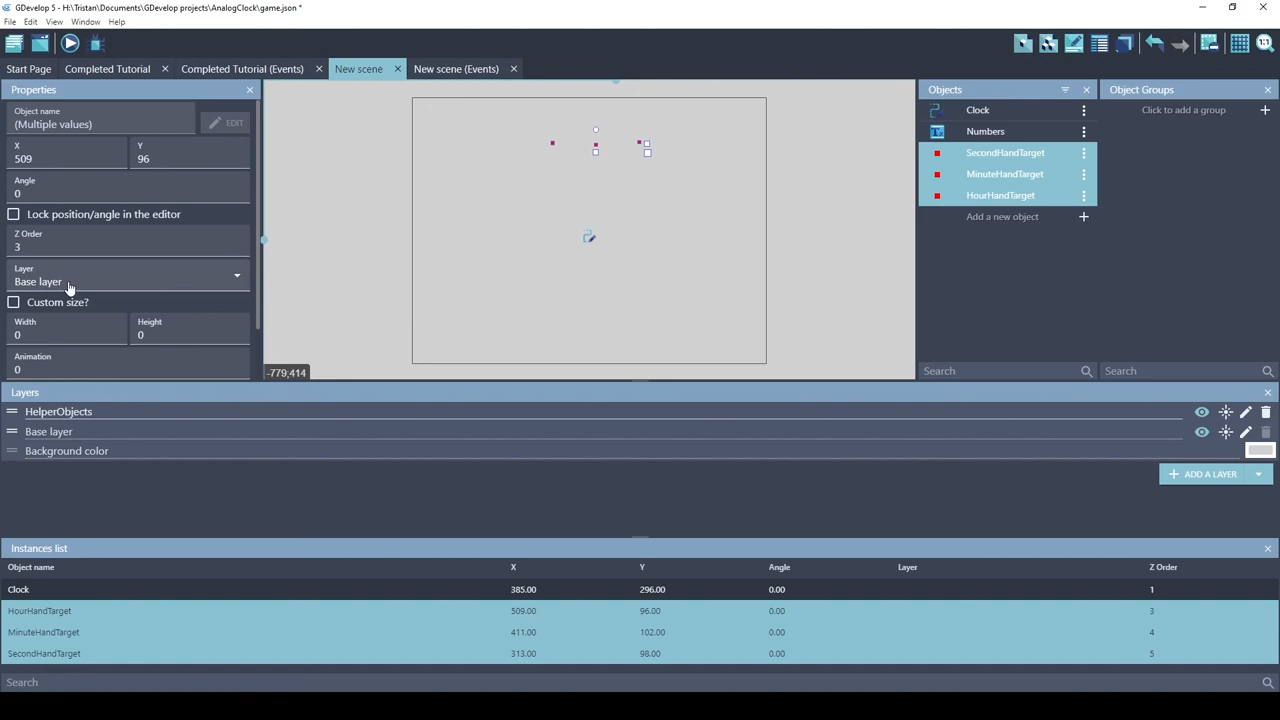 GDevelop 5 - H:\Tristan\Documents\GDevelop projects\AnalogClock\game.json *
File Edit View Window Help
Start Page Completed Tutorial Completed Tutorial (Events) New scene New scene (Events)
Properties
Object name
(Multiple values)
EDIT
X Y
509 96
Angle
0
Lock position/angle in the editor
Z Order
3
Layer
Base layer
Custom size?
Width Height
0 0
Animation
0
-779;414
Objects
Clock
Numbers
SecondHandTarget
MinuteHandTarget
HourHandTarget
Add a new object
Search
Object Groups
Click to add a group
Search
Layers
HelperObjects
Base layer
Background color
ADD A LAYER
Instances list
Object name X Y Angle Layer Z Order
Clock 385.00 296.00 0.00 1
HourHandTarget 509.00 96.00 0.00 3
MinuteHandTarget 411.00 102.00 0.00 4
SecondHandTarget 313.00 98.00 0.00 5
Search